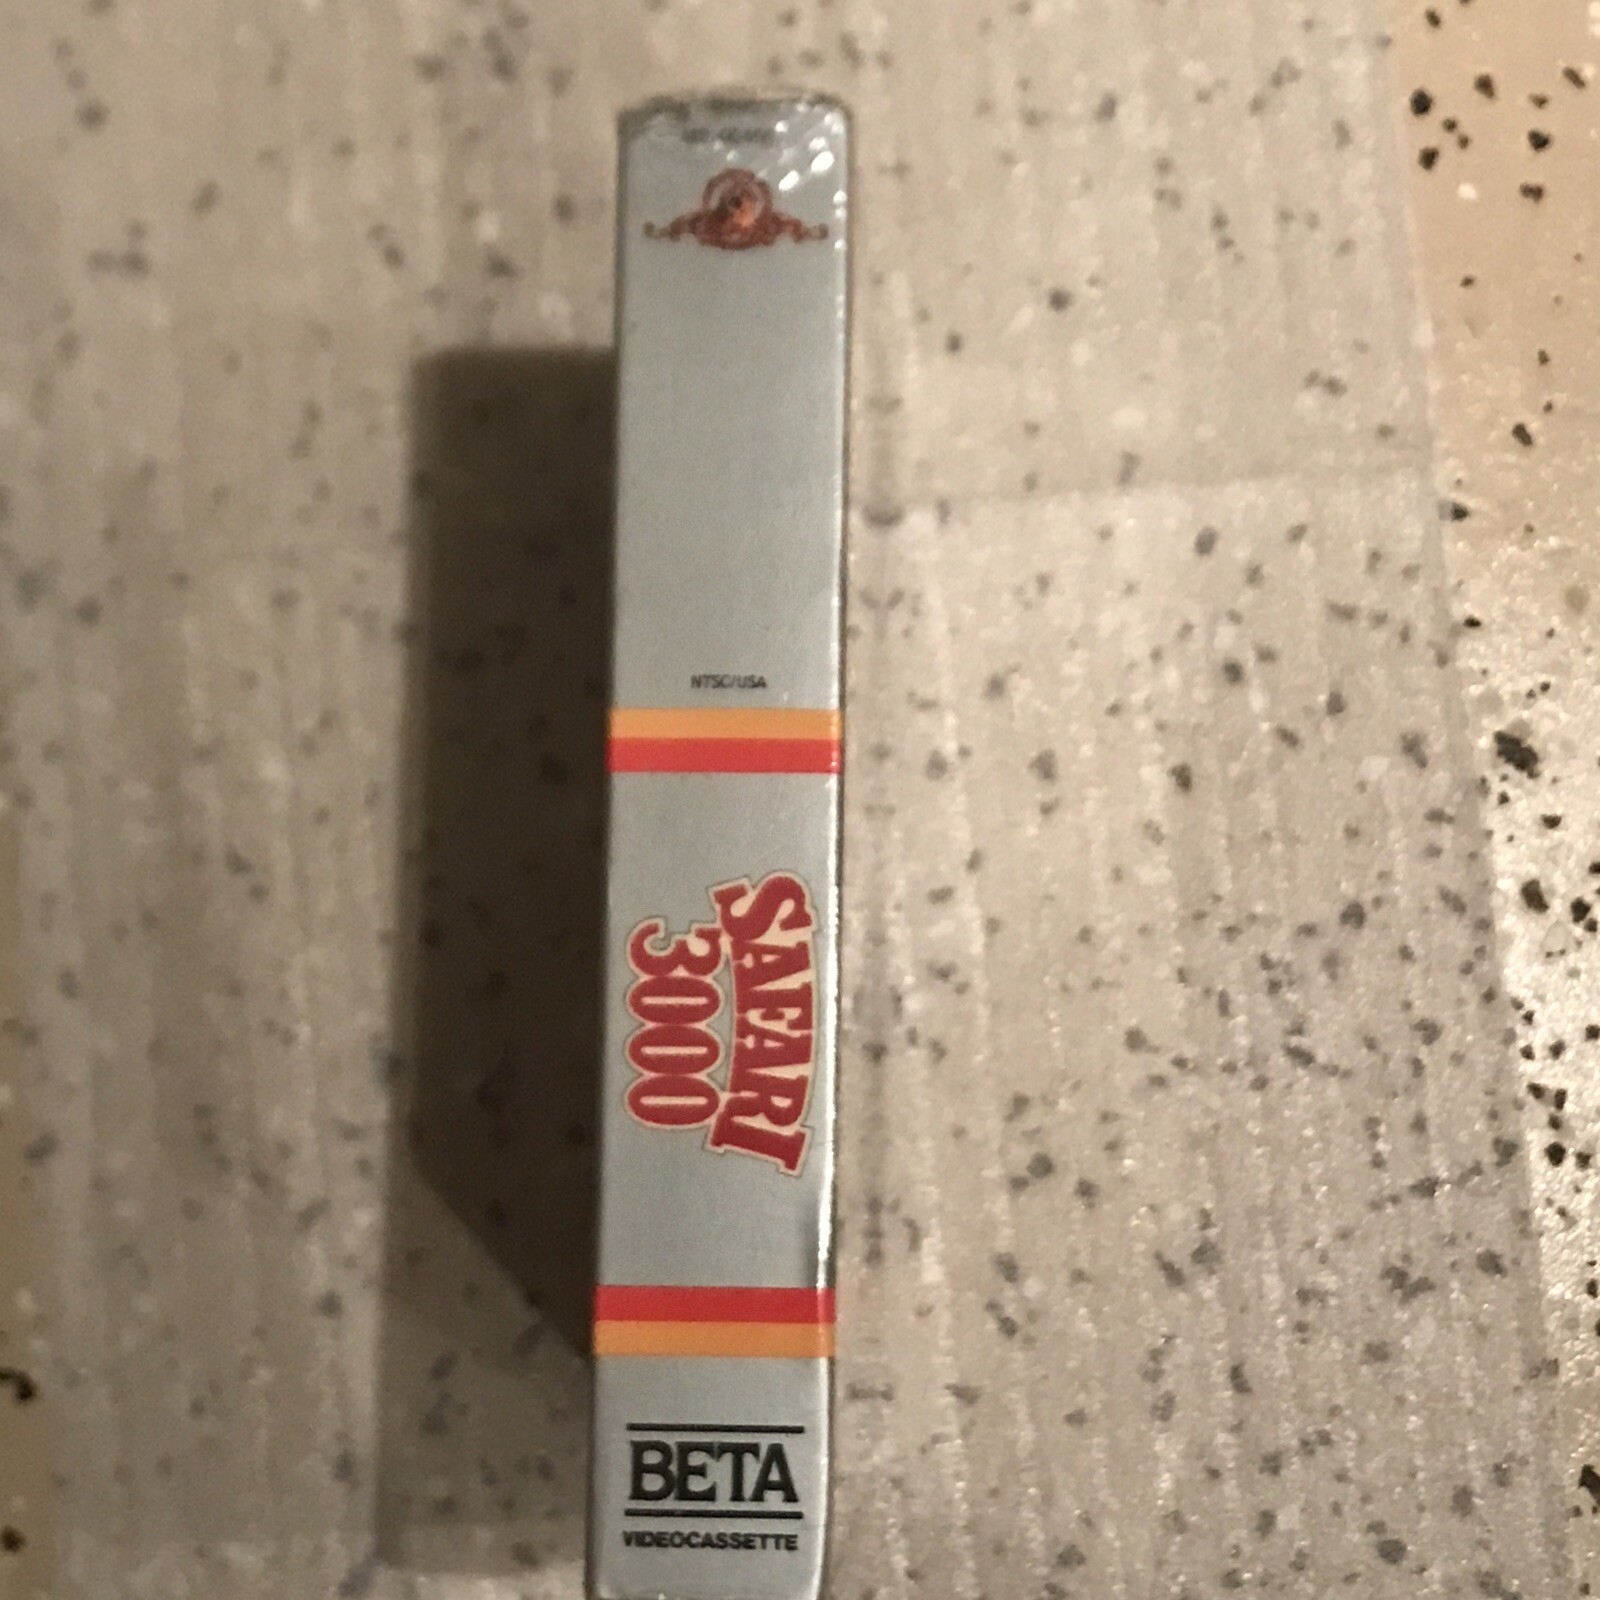 NTSC/USA
SAFARI
3000
BETA
VIDEOCASSETTE